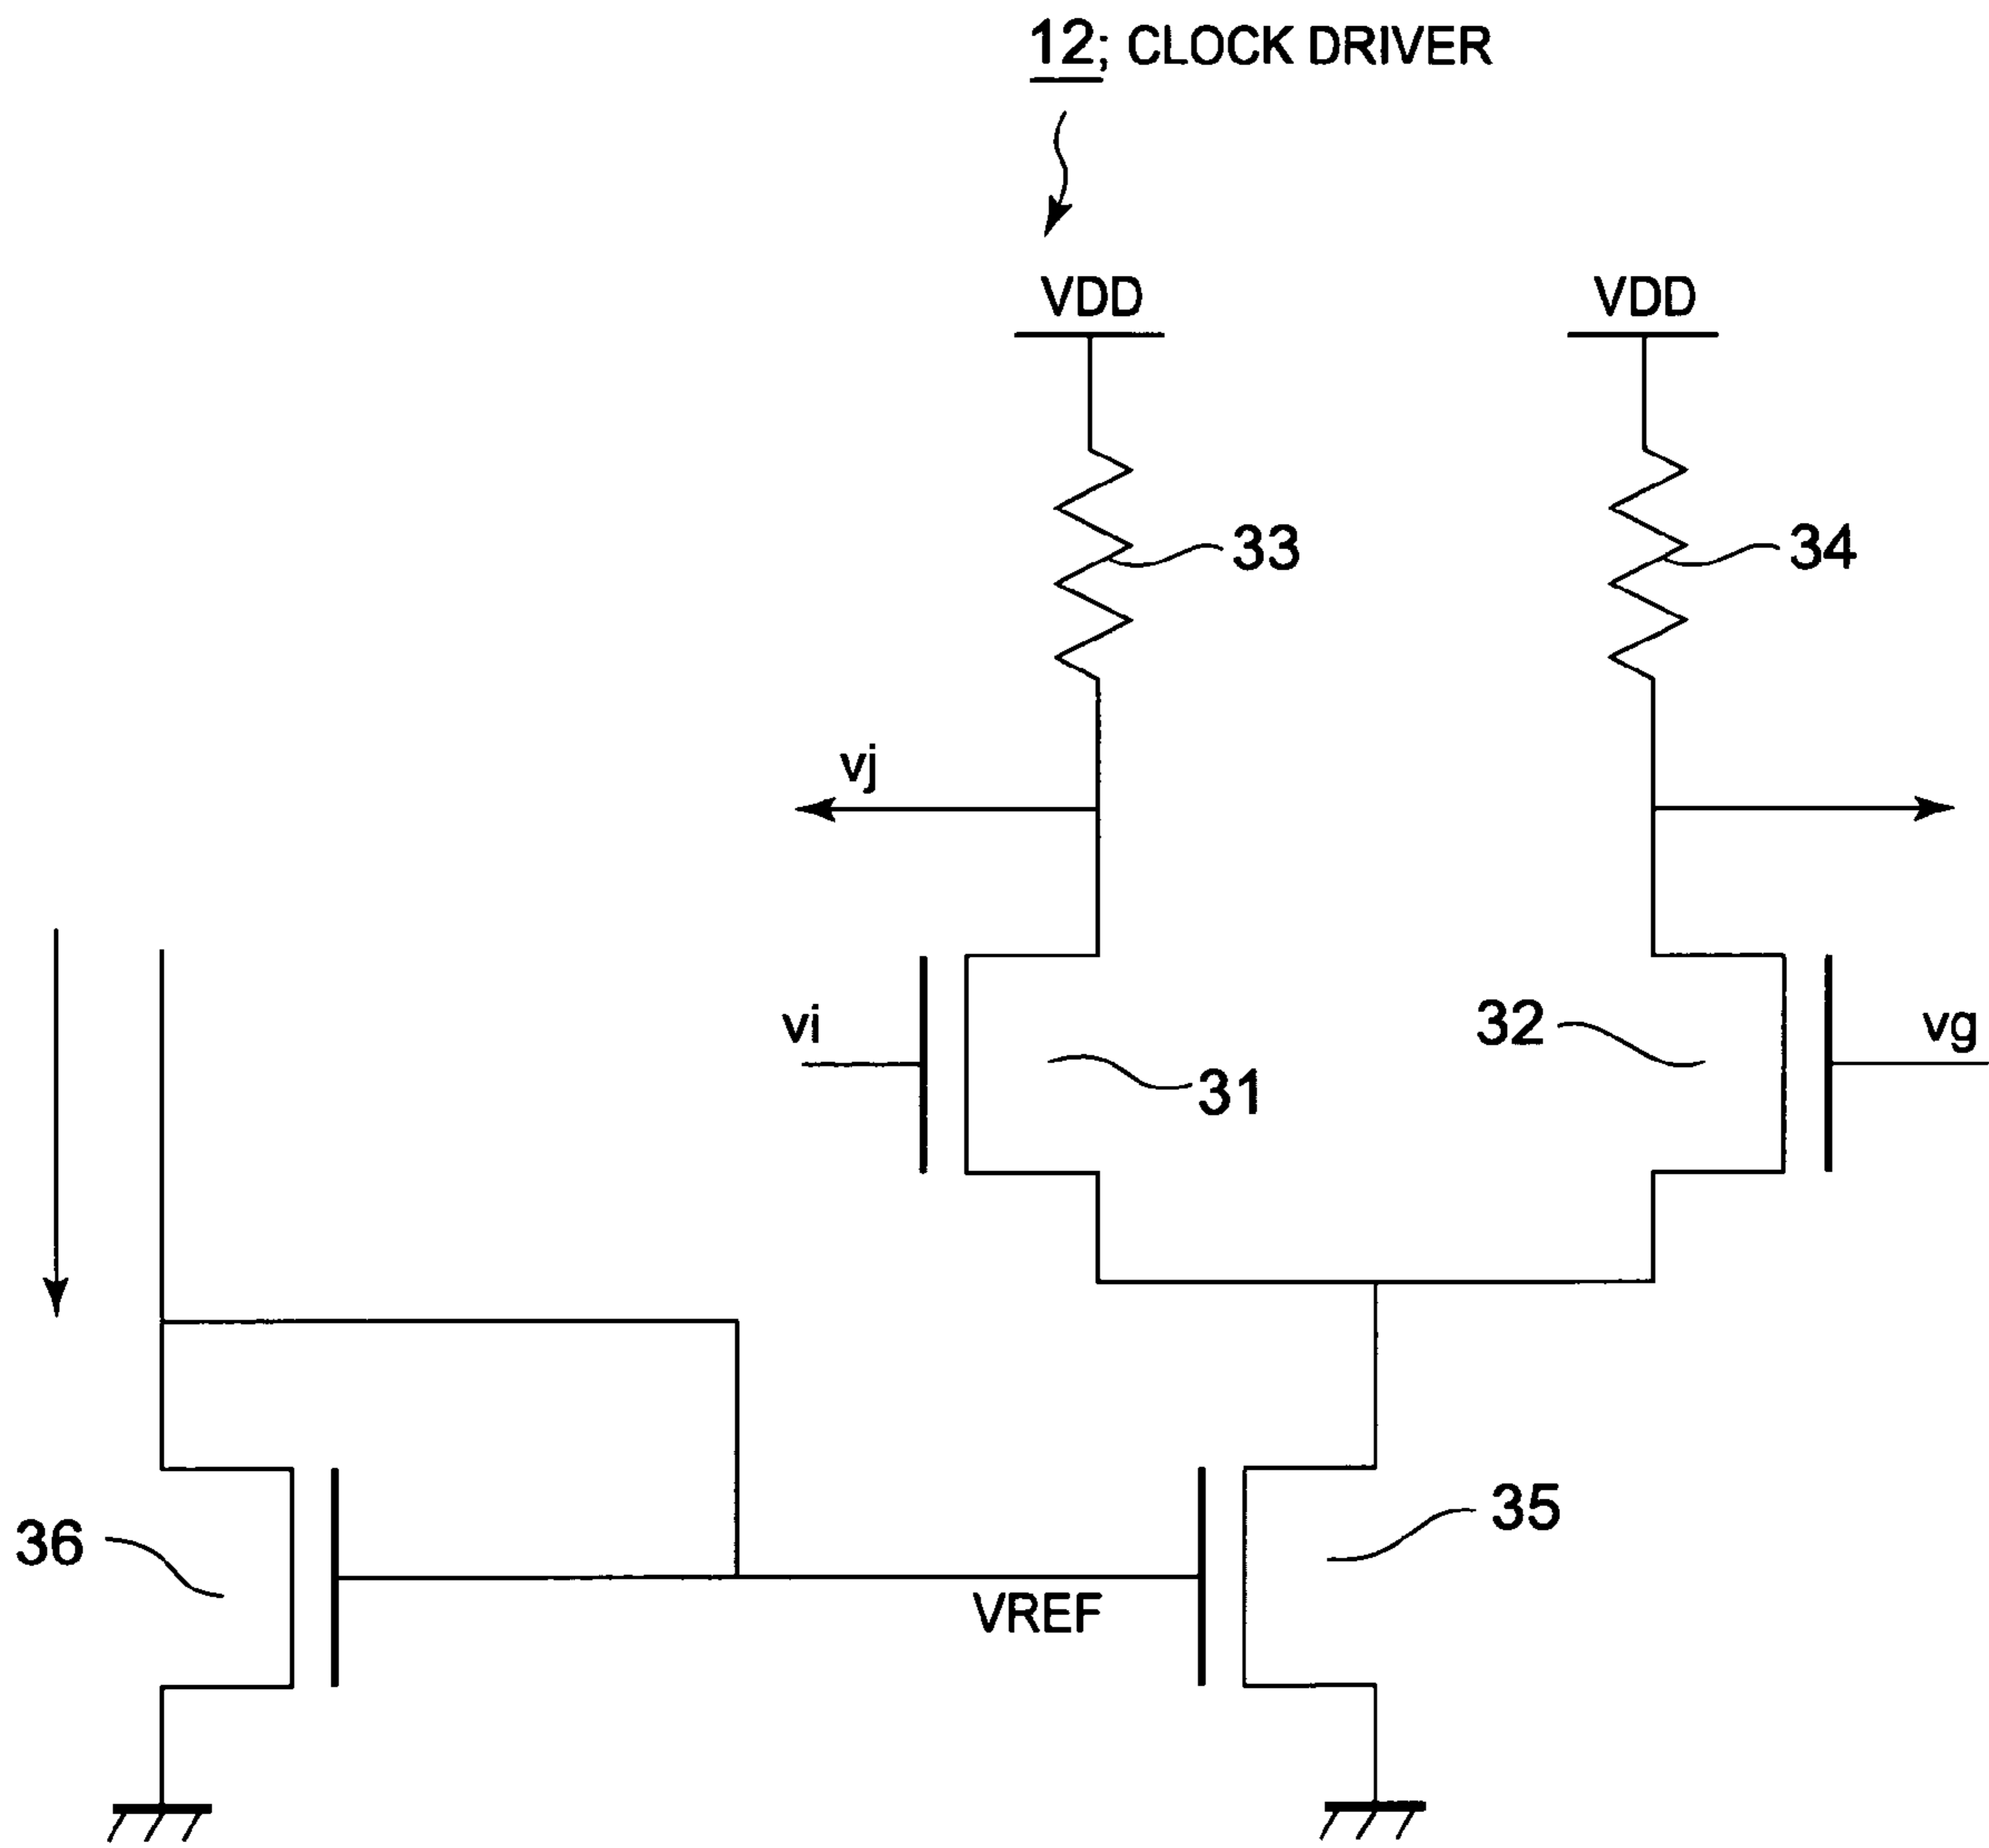 12; CLOCK DRIVER
VDD VDD
33 34
vj
vi 31 32 vg
36 VREF 35